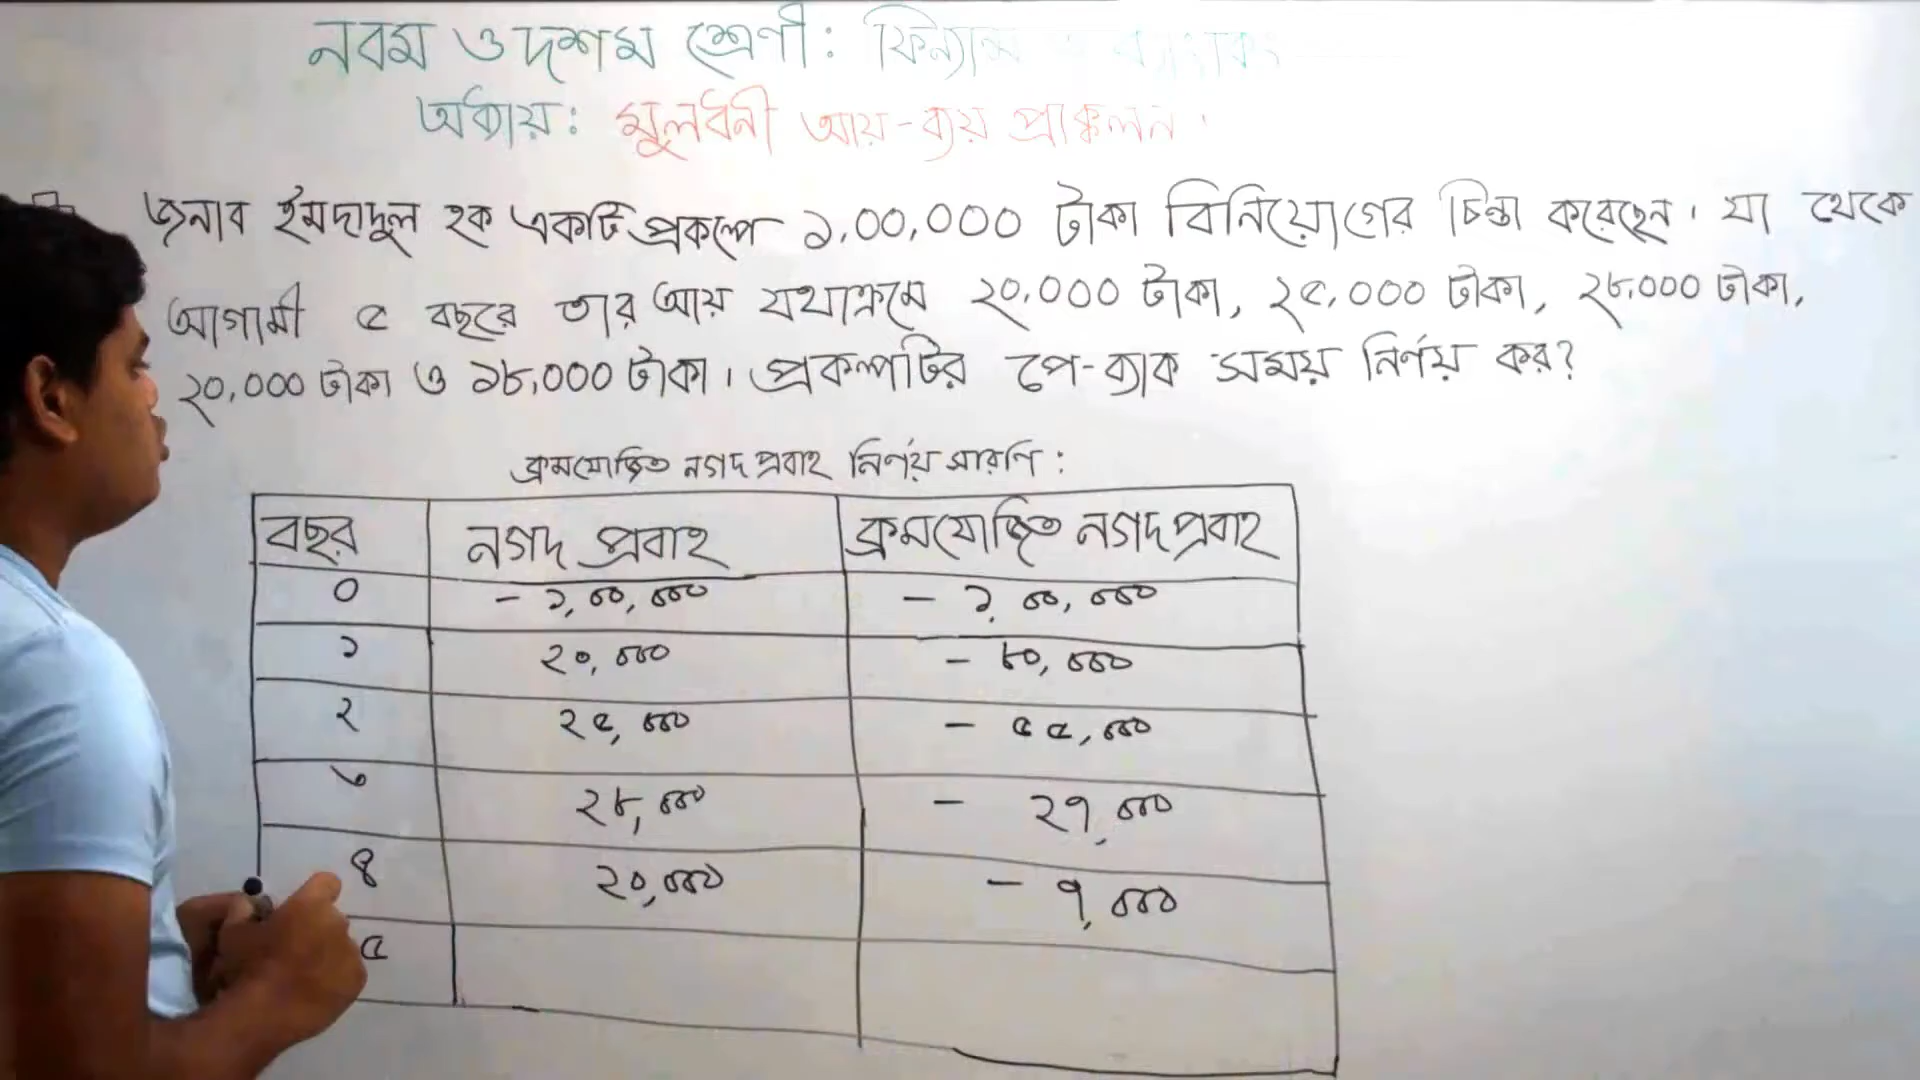 নবম ও দশম শ্রেণী: ফিন্যান্স ও ব্যাংকিং
অধ্যায়: মূলধনী আয়-ব্যয় প্রাক্কলন।
জনাব ইমদাদুল হক একটি প্রকল্পে ১,০০,০০০ টাকা বিনিয়োগের চিন্তা করেছেন। যা থেকে
আগামী ৫ বছরে তার আয় যথাক্রমে ২০,০০০ টাকা, ২৫,০০০ টাকা, ২৮,০০০ টাকা,
২০,০০০ টাকা ও ১৮,০০০ টাকা। প্রকল্পটির পে-ব্যাক সময় নির্ণয় কর?
ক্রমযোজিত নগদ প্রবাহ নির্ণয় সারণি:
বছর নগদ প্রবাহ ক্রমযোজিত নগদ প্রবাহ
০ - ১,০০,০০০ - ১,০০,০০০
১ ২০,০০০ - ৮০,০০০
২ ২৫,০০০ - ৫৫,০০০
৩ ২৮,০০০ - ২৭,০০০
৪ ২০,০০০ - ৭,০০০
৫